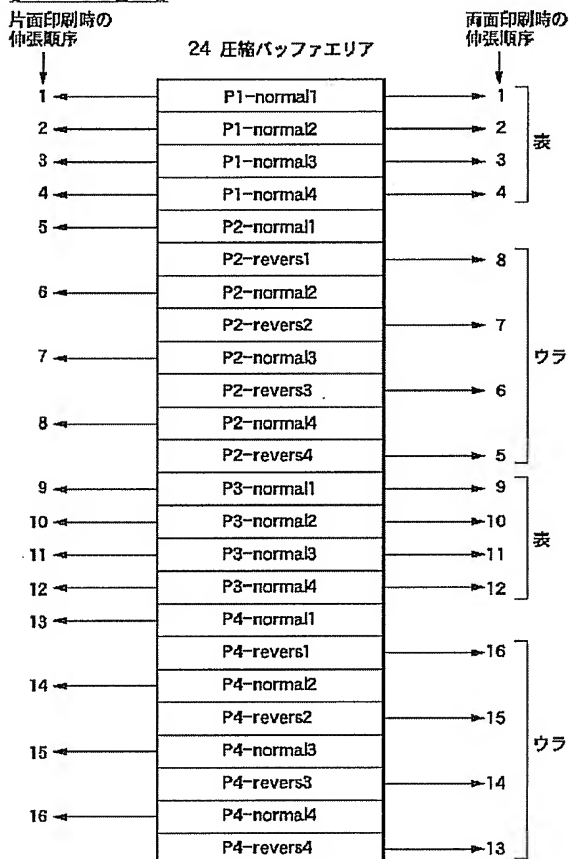 片面印刷時の
伸張順序
24 圧縮バッファエリア
両面印刷時の
伸張順序
1 P1-normal1 1
2 P1-normal2 2
3 P1-normal3 3
4 P1-normal4 4
表
5 P2-normal1
P2-revers1 8
6 P2-normal2
P2-revers2 7
7 P2-normal3
P2-revers3 6
8 P2-normal4
P2-revers4 5
ウラ
9 P3-normal1 9
10 P3-normal2 10
11 P3-normal3 11
12 P3-normal4 12
表
13 P4-normal1
P4-revers1 16
14 P4-normal2
P4-revers2 15
15 P4-normal3
P4-revers3 14
16 P4-normal4
P4-revers4 13
ウラ